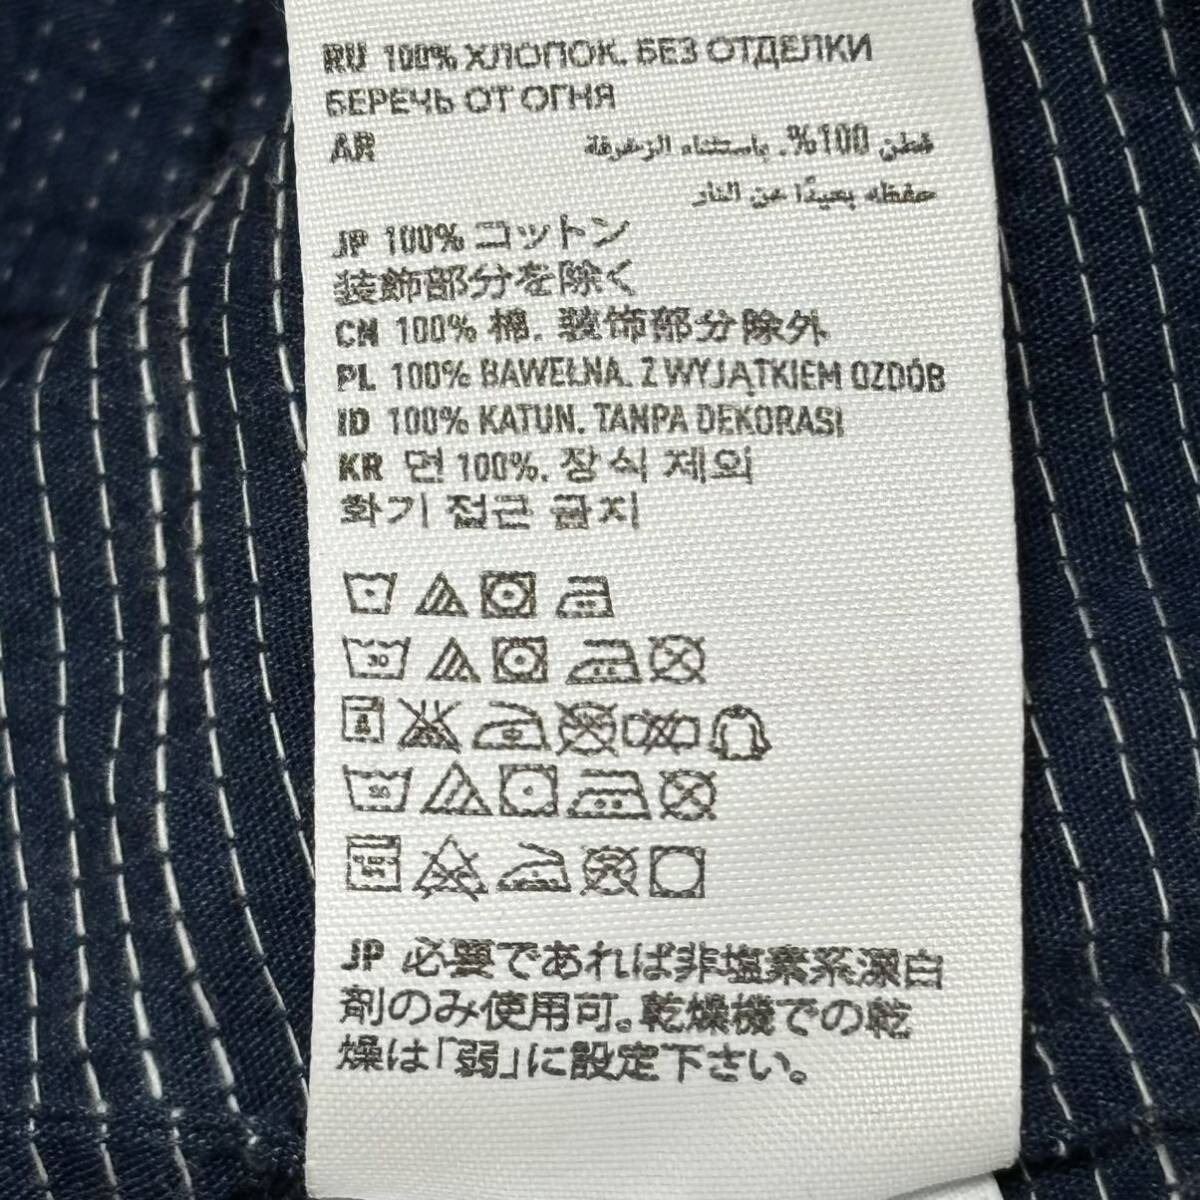 RU 100% ХЛОПОК. БЕЗ ОТДЕЛКИ
БЕРЕЧЬ ОТ ОГНЯ
AR قطن 100%. باستثناء الزخرفة
حفظه بعيدًا عن النار
JP 100% コットン
装飾部分を除く
CN 100% 棉. 装饰部分除外
PL 100% BAWEŁNA. Z WYJĄTKIEM OZDÓB
ID 100% KATUN. TANPA DEKORASI
KR 면 100%. 장식 제외
화기 접근 금지
30
JP 必要であれば非塩素系漂白
剤のみ使用可。乾燥機での乾
燥は「弱」に設定下さい。